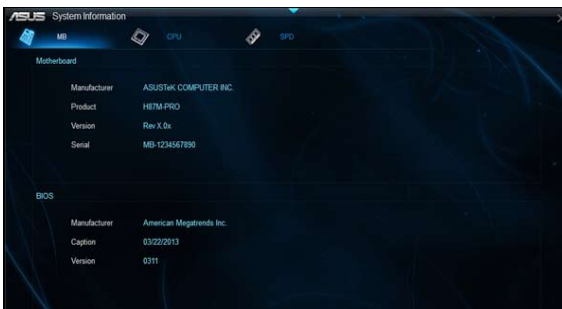 ASUS System Information
MB CPU SPD
Motherboard
Manufacturer ASUSTeK COMPUTER INC.
Product H87M-PRO
Version Rev X.0x
Serial MB-1234567890
BIOS
Manufacturer American Megatrends Inc.
Caption 03/22/2013
Version 0311